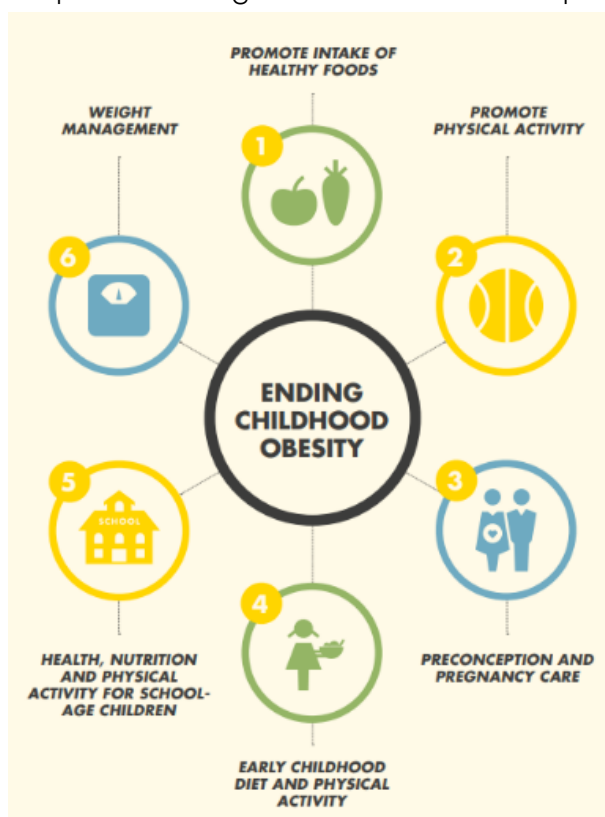 PROMOTE INTAKE OF
HEALTHY FOODS
WEIGHT
MANAGEMENT
PROMOTE
PHYSICAL ACTIVITY
1
6
2
ENDING
CHILDHOOD
OBESITY
5
SCHOOL
3
4
HEALTH, NUTRITION
AND PHYSICAL
ACTIVITY FOR SCHOOL-
AGE CHILDREN
PRECONCEPTION AND
PREGNANCY CARE
EARLY CHILDHOOD
DIET AND PHYSICAL
ACTIVITY